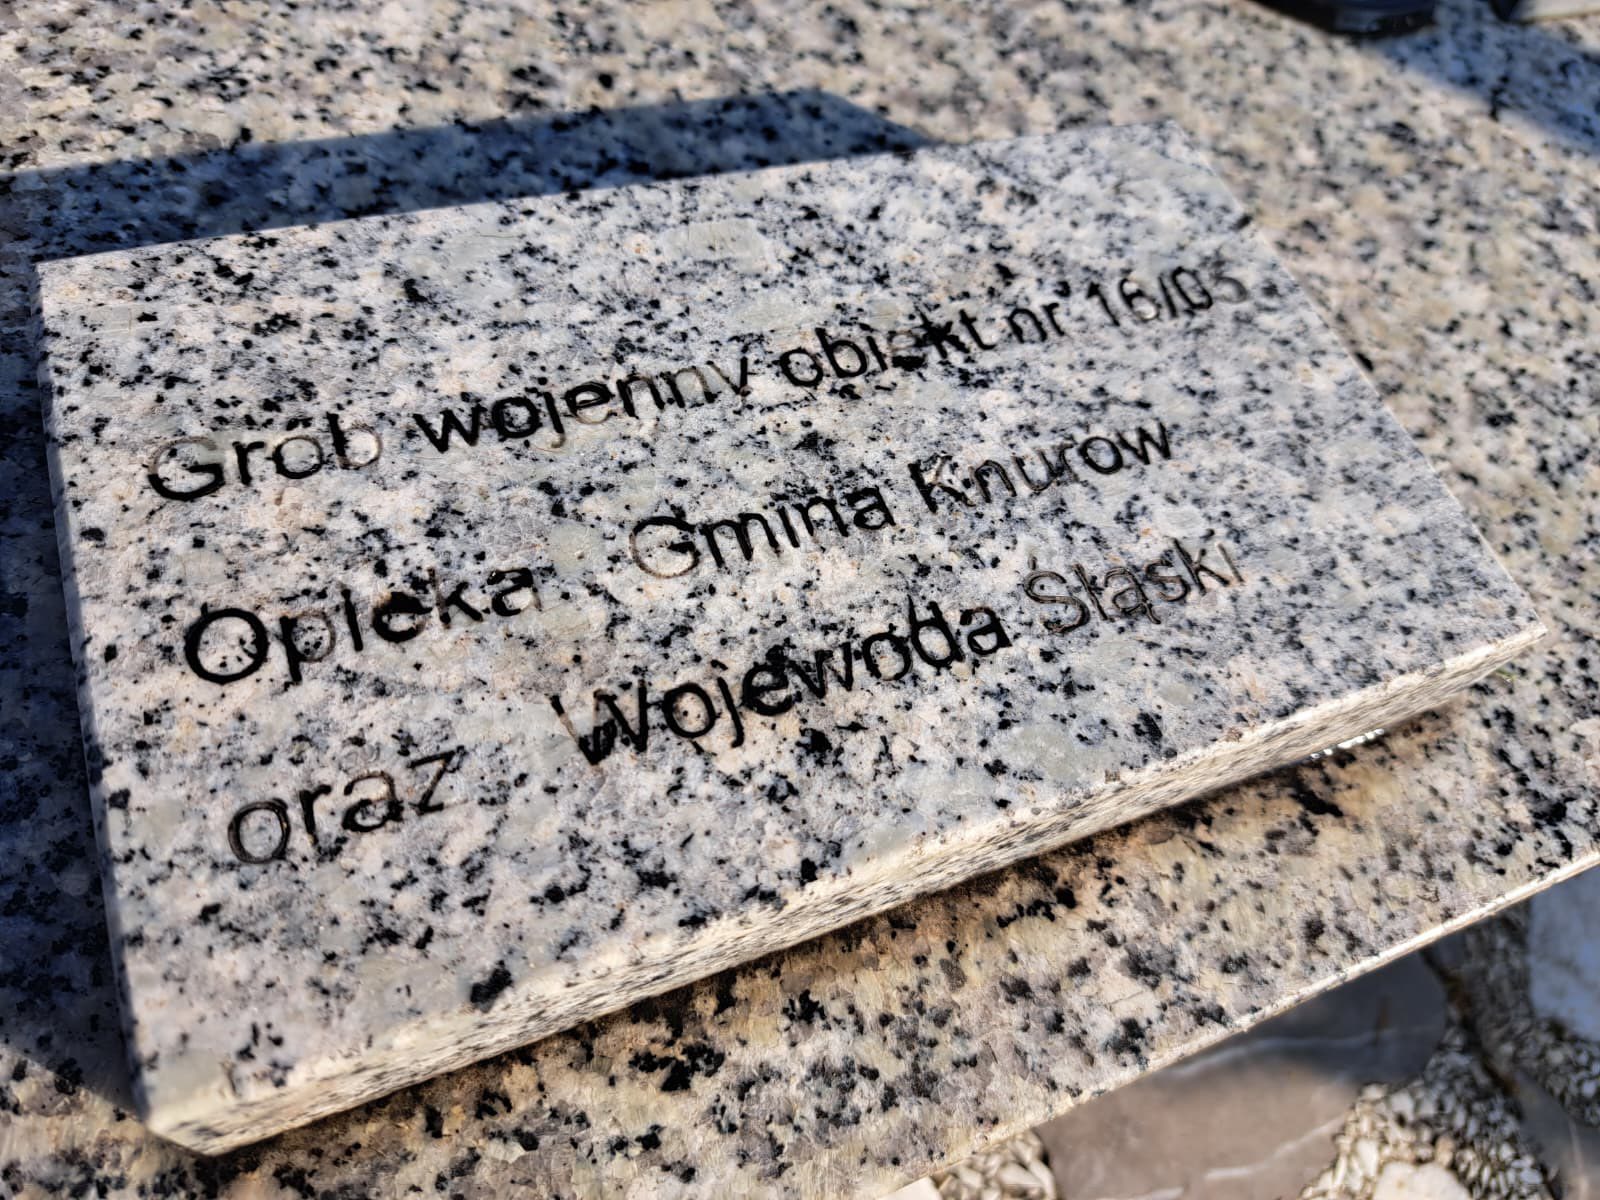 Grób wojenny obiekt nr 16/05
Opieka Gmina Knurów
oraz Wojewoda Śląski